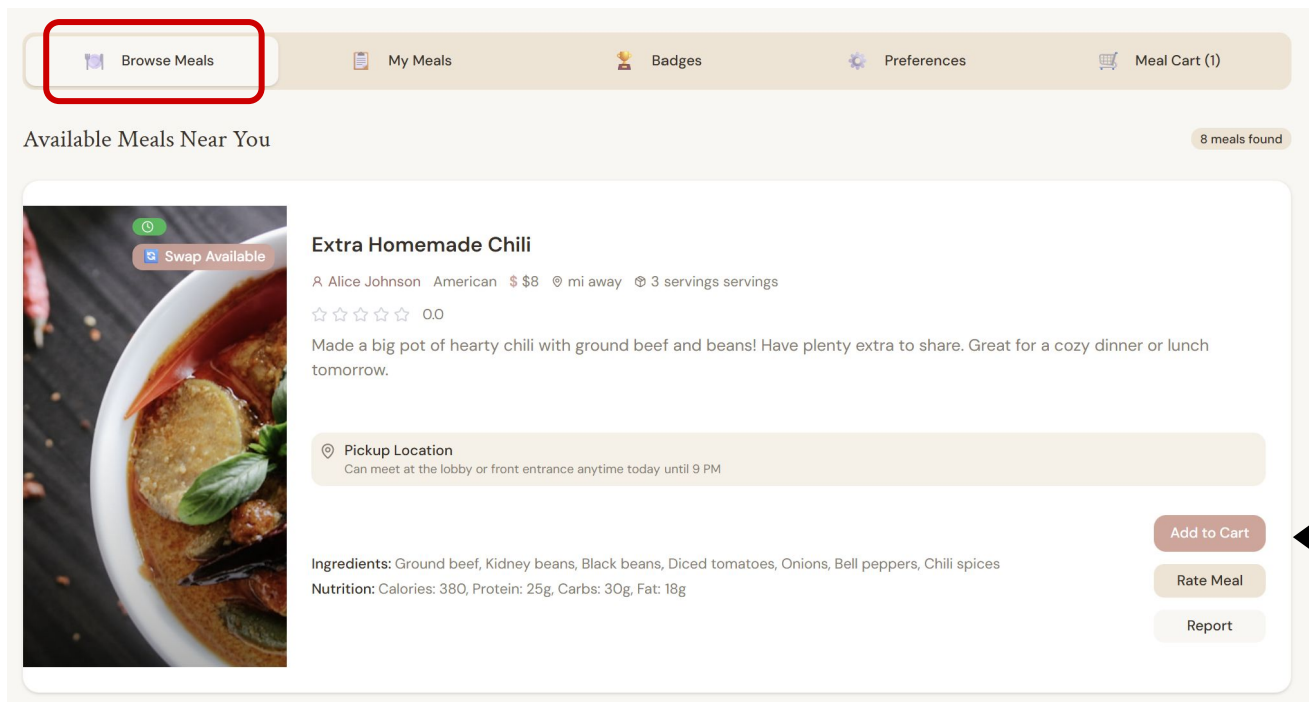 Browse Meals
My Meals
Badges
Preferences
Meal Cart (1)
Available Meals Near You
8 meals found
Swap Available
Extra Homemade Chili
Alice Johnson American $ $8 mi away 3 servings servings
0.0
Made a big pot of hearty chili with ground beef and beans! Have plenty extra to share. Great for a cozy dinner or lunch
tomorrow.
Pickup Location
Can meet at the lobby or front entrance anytime today until 9 PM
Add to Cart
Ingredients: Ground beef, Kidney beans, Black beans, Diced tomatoes, Onions, Bell peppers, Chili spices
Rate Meal
Nutrition: Calories: 380, Protein: 25g, Carbs: 30g, Fat: 18g
Report